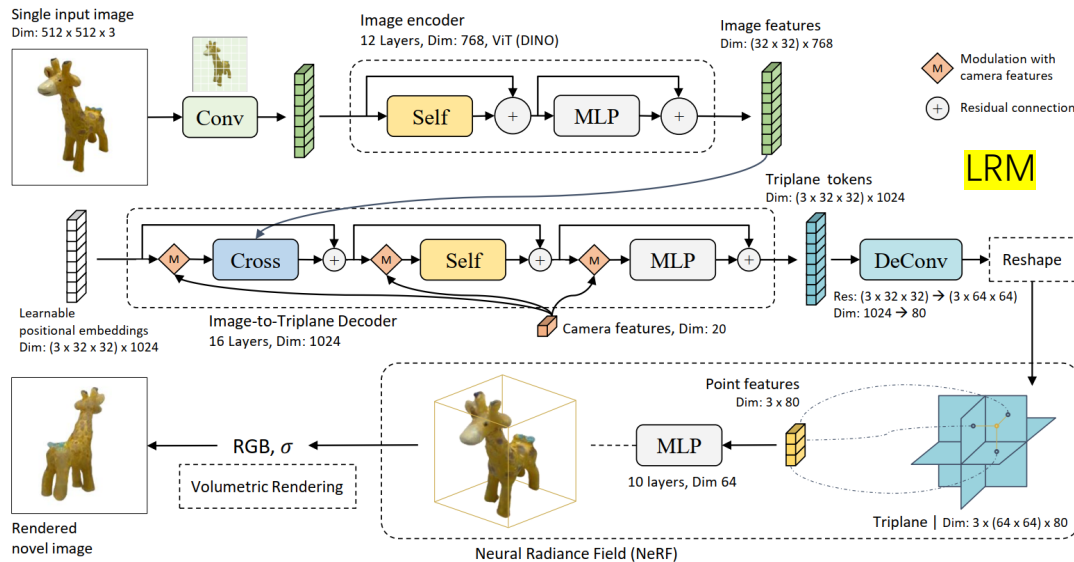 Single input image
Dim: 512 x 512 x 3
Conv
Image encoder
12 Layers, Dim: 768, ViT (DINO)
Self
+
MLP
+
Image features
Dim: (32 x 32) x 768
M
Modulation with
camera features
+
Residual connection
LRM
Learnable
positional embeddings
Dim: (3 x 32 x 32) x 1024
M
Cross
+
M
Self
+
M
MLP
+
Image-to-Triplane Decoder
16 Layers, Dim: 1024
Camera features, Dim: 20
Triplane tokens
Dim: (3 x 32 x 32) x 1024
DeConv
Res: (3 x 32 x 32) → (3 x 64 x 64)
Dim: 1024 → 80
Reshape
Rendered
novel image
RGB, σ
Volumetric Rendering
MLP
10 layers, Dim 64
Point features
Dim: 3 x 80
Triplane | Dim: 3 x (64 x 64) x 80
Neural Radiance Field (NeRF)